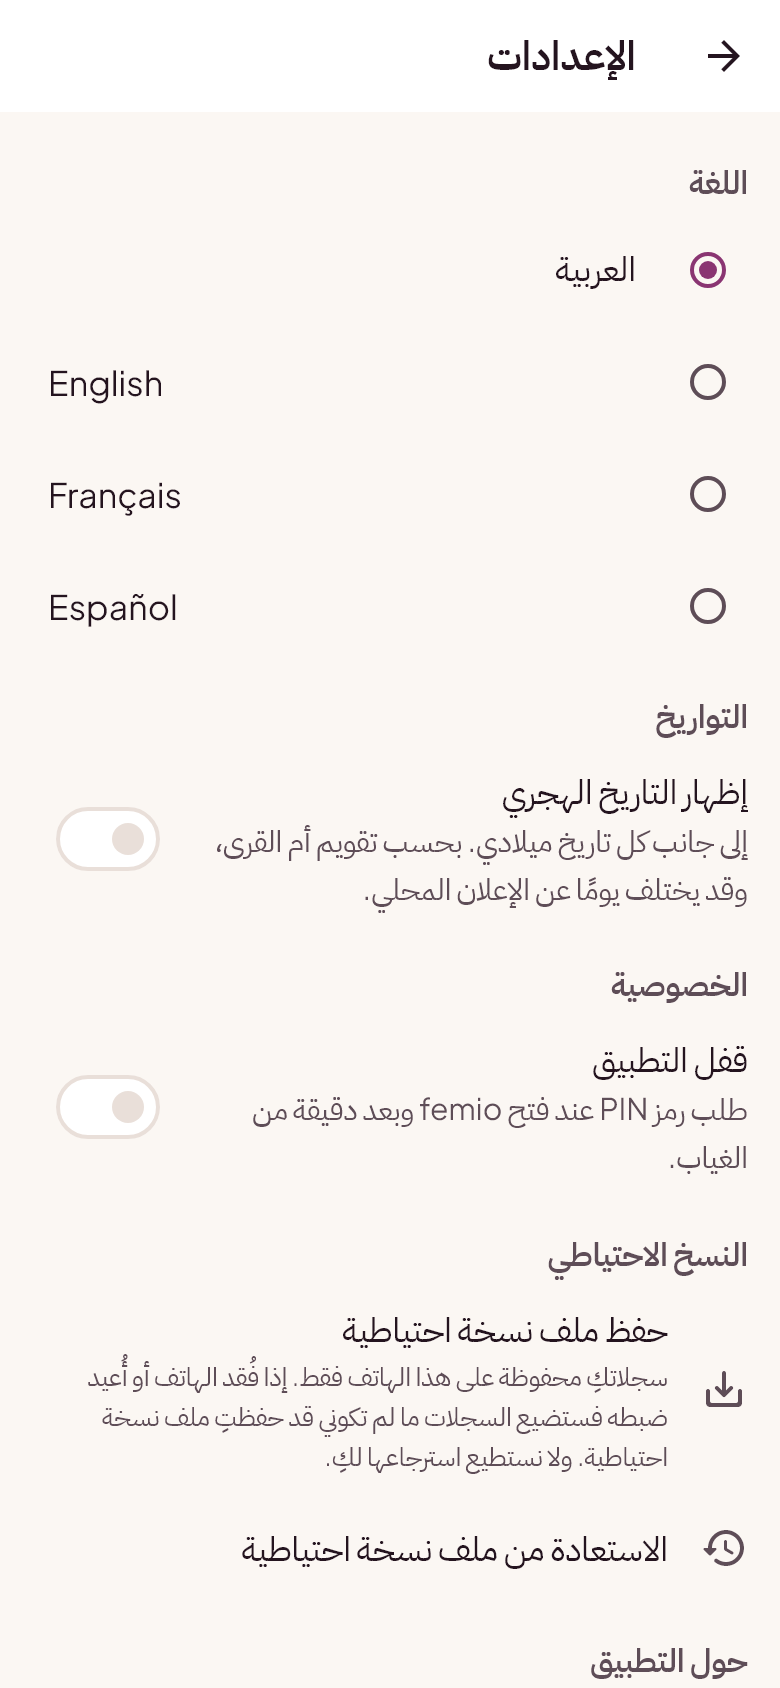 الإعدادات
اللغة
العربية
English
Français
Español
التواريخ
إظهار التاريخ الهجري
إلى جانب كل تاريخ ميلادي. بحسب تقويم أم القرى،
وقد يختلف يومًا عن الإعلان المحلي.
الخصوصية
قفل التطبيق
طلب رمز PIN عند فتح femio وبعد دقيقة من
الغياب.
النسخ الاحتياطي
حفظ ملف نسخة احتياطية
سجلاتكِ محفوظة على هذا الهاتف فقط. إذا فُقد الهاتف أو أُعيد
ضبطه فستضيع السجلات ما لم تكوني قد حفظتِ ملف نسخة
احتياطية. ولا نستطيع استرجاعها لكِ.
الاستعادة من ملف نسخة احتياطية
حول التطبيق